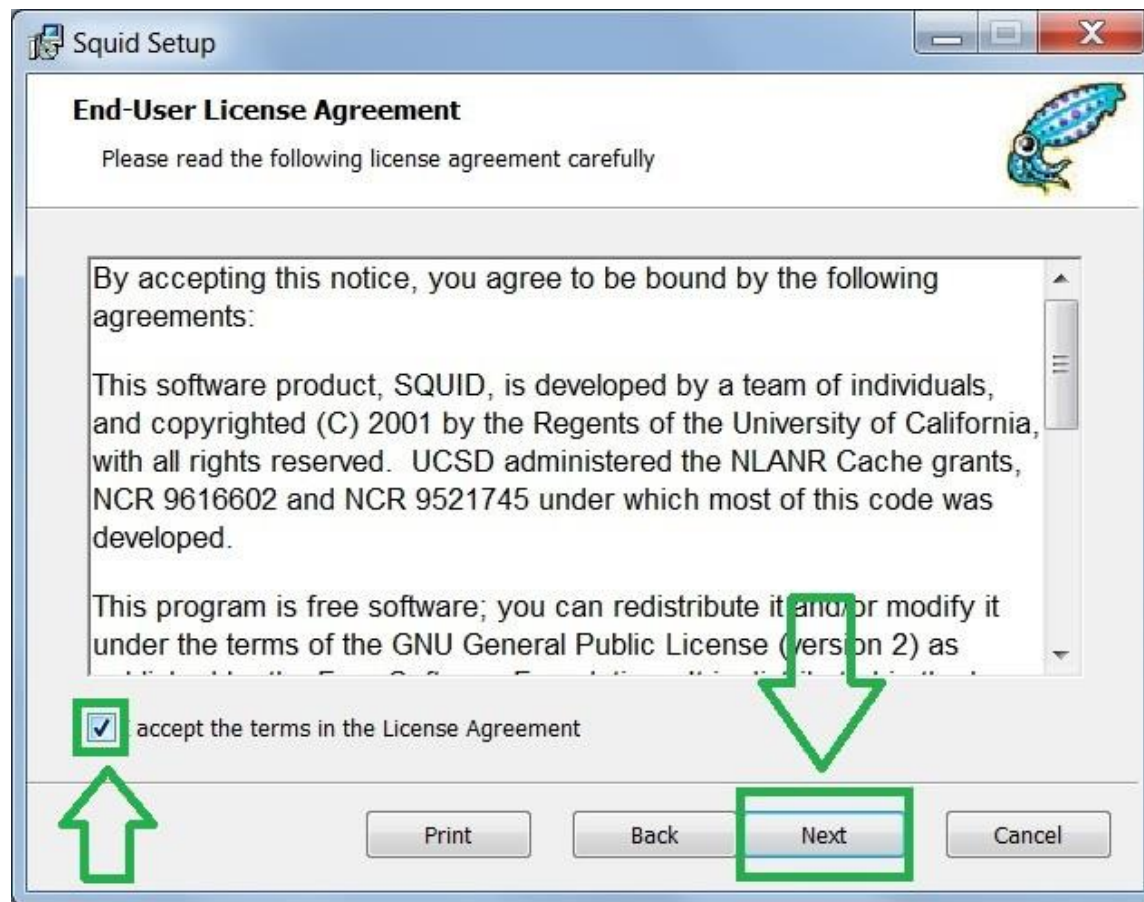 Squid Setup
End-User License Agreement
Please read the following license agreement carefully
By accepting this notice, you agree to be bound by the following
agreements:
This software product, SQUID, is developed by a team of individuals,
and copyrighted (C) 2001 by the Regents of the University of California,
with all rights reserved.  UCSD administered the NLANR Cache grants,
NCR 9616602 and NCR 9521745 under which most of this code was
developed.
This program is free software; you can redistribute it and/or modify it
under the terms of the GNU General Public License (version 2) as
accept the terms in the License Agreement
Print
Back
Next
Cancel